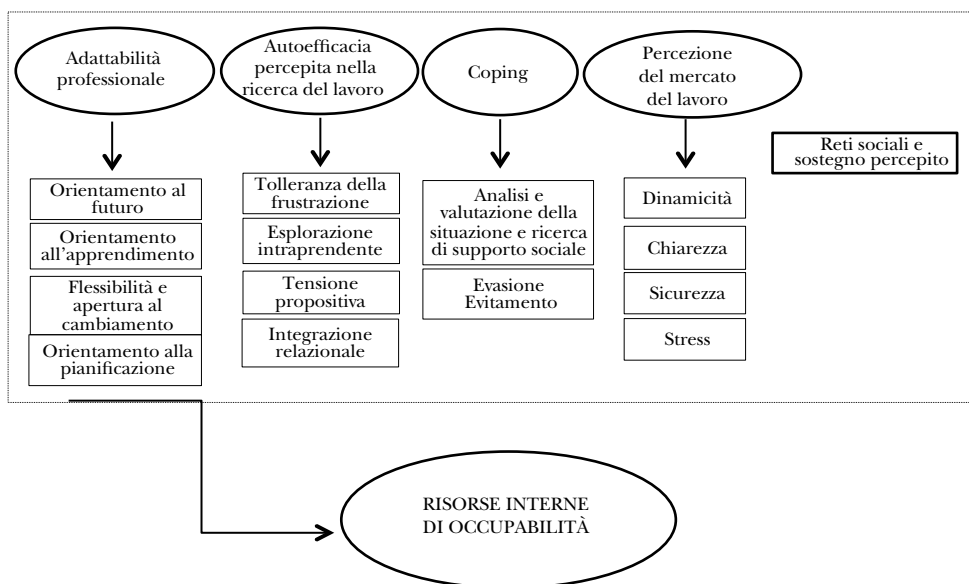 Adattabilità
professionale
Autoefficacia
percepita nella
ricerca del lavoro
Coping
Percezione
del mercato
del lavoro
Reti sociali e
sostegno percepito
Orientamento al
futuro
Orientamento
all’apprendimento
Flessibilità e
apertura al
cambiamento
Orientamento alla
pianificazione
Tolleranza della
frustrazione
Esplorazione
intraprendente
Tensione
propositiva
Integrazione
relazionale
Analisi e
valutazione della
situazione e ricerca
di supporto sociale
Evasione
Evitamento
Dinamicità
Chiarezza
Sicurezza
Stress
RISORSE INTERNE
DI OCCUPABILITÀ